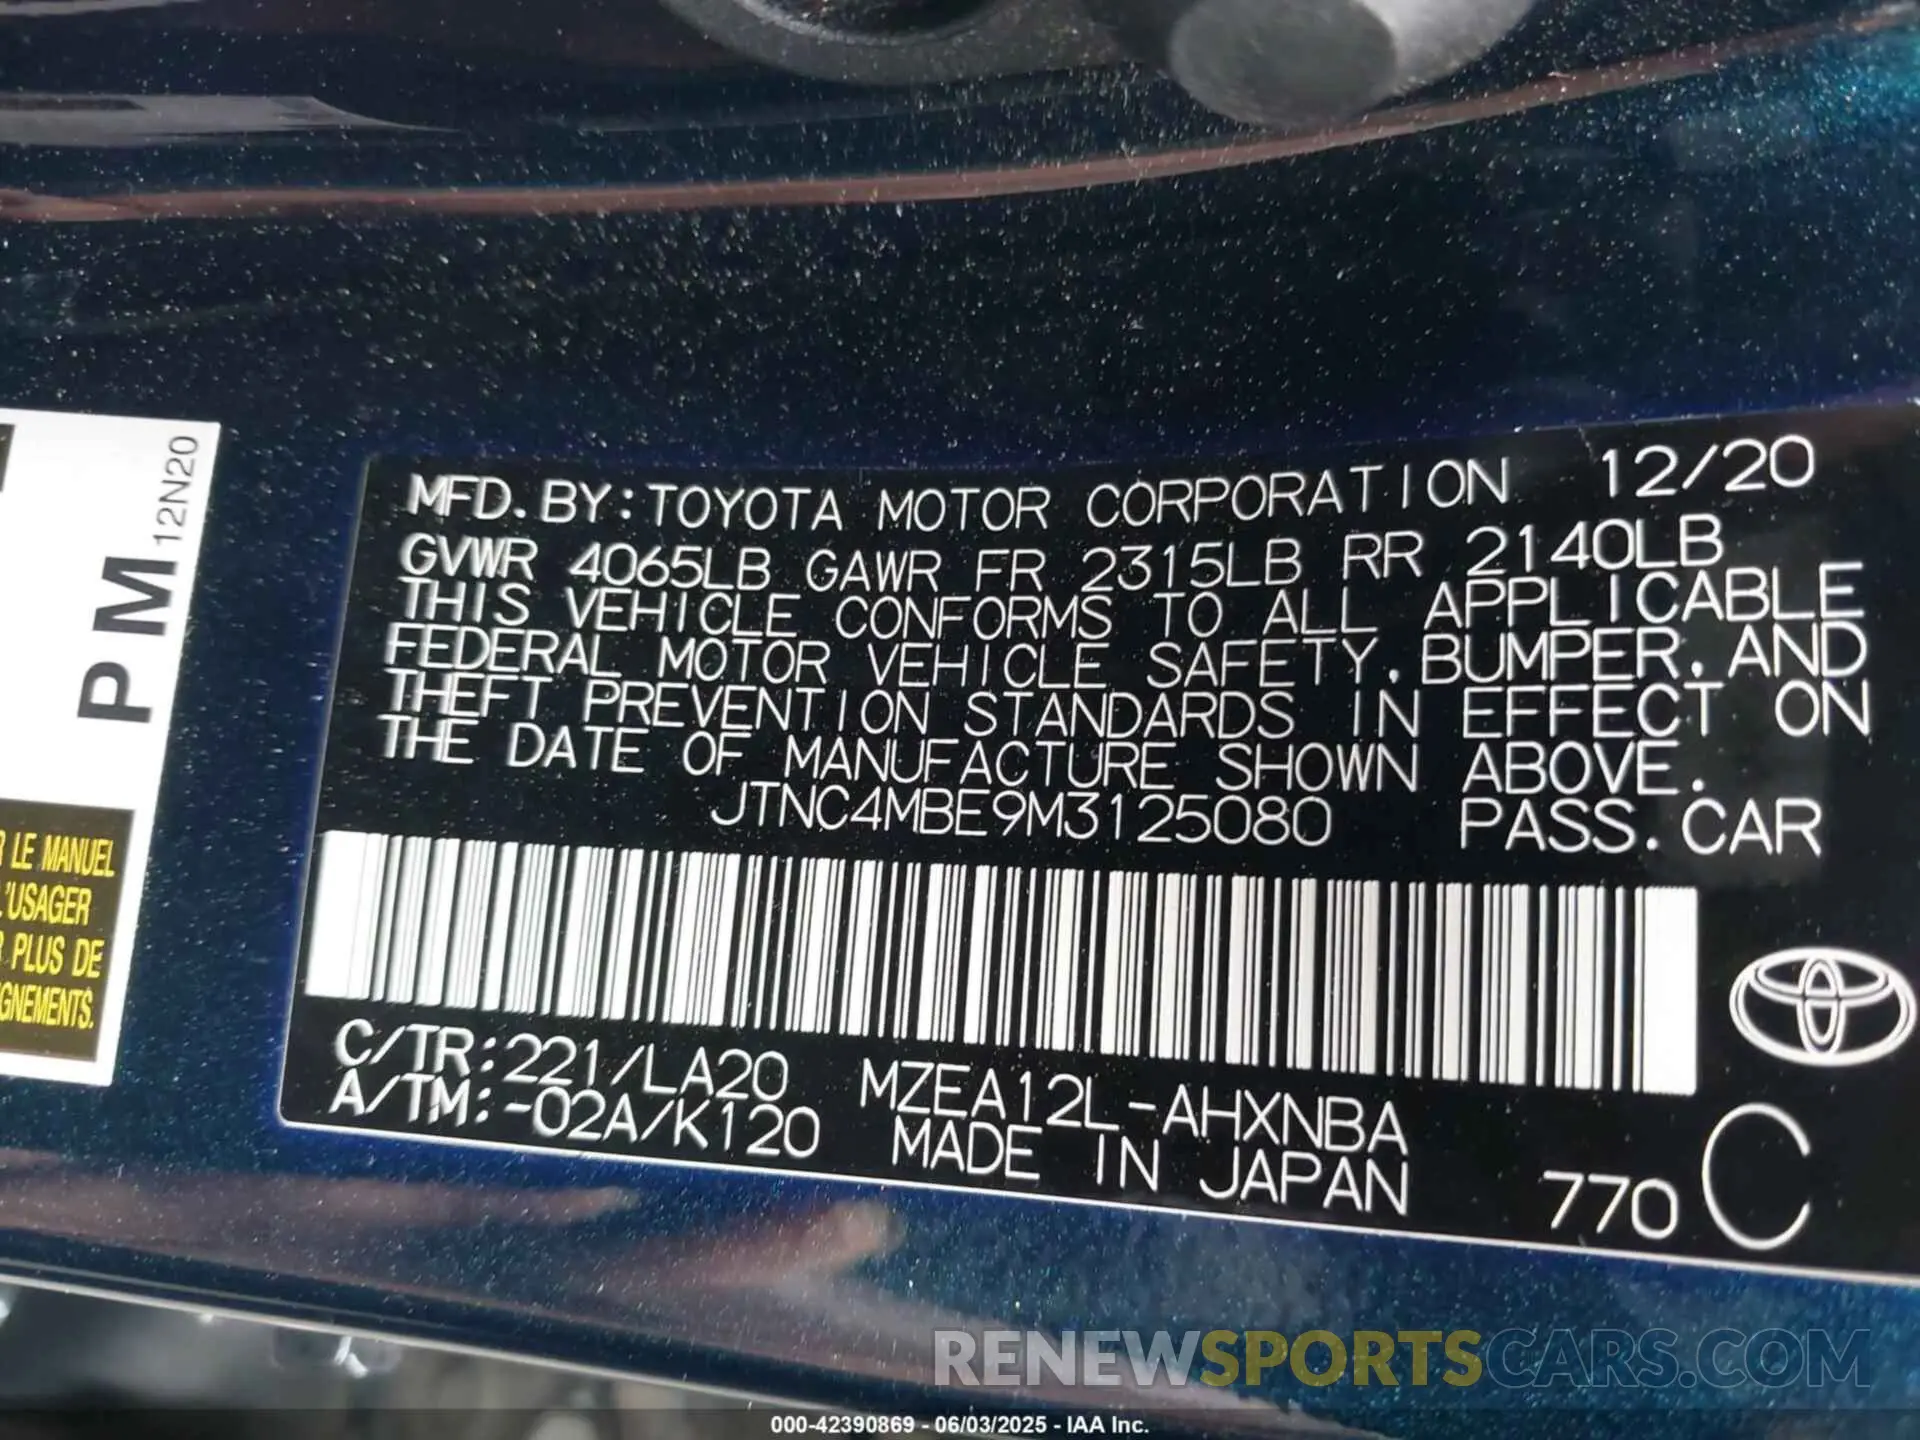 MFD. BY: TOYOTA MOTOR CORPORATION 12/20
GVWR 4065LB GAWR FR 2315LB RR 2140LB
THIS VEHICLE CONFORMS TO ALL APPLICABLE
FEDERAL MOTOR VEHICLE SAFETY, BUMPER, AND
THEFT PREVENTION STANDARDS IN EFFECT ON
THE DATE OF MANUFACTURE SHOWN ABOVE.
JTNC4MBE9M3125080 PASS. CAR
C/TR: 221/LA20 MZEA12L-AHXNBA
A/TM: -02A/K120 MADE IN JAPAN 770 C
PM 12N20
LE MANUEL
L'USAGER
PLUS DE
RENEWSPORTSCARS.COM
000-42390869 - 06/03/2025 - IAA Inc.